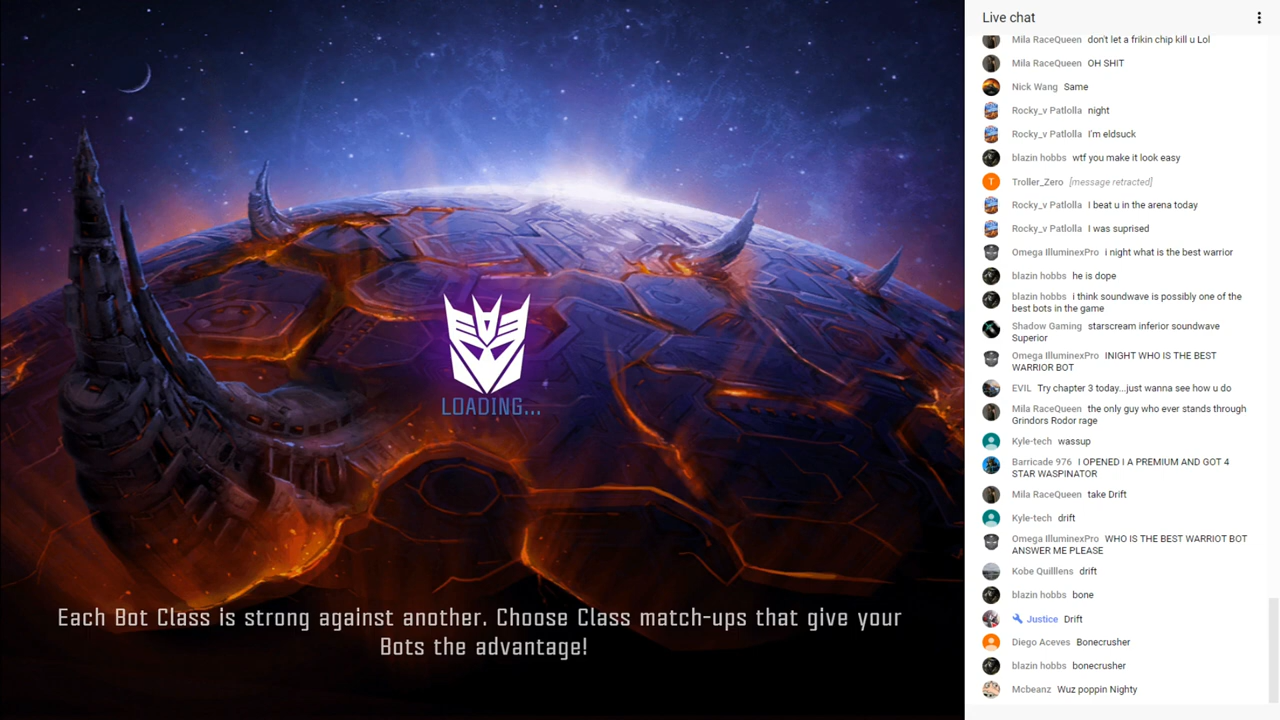 LOADING...
Each Bot Class is strong against another. Choose Class match-ups that give your
Bots the advantage!
Live chat
Mila RaceQueen don't let a frikin chip kill u Lol
Mila RaceQueen OH SHIT
Nick Wang Same
Rocky_v Patlolla night
Rocky_v Patlolla I'm eldsuck
blazin hobbs wtf you make it look easy
T Troller_Zero [message retracted]
Rocky_v Patlolla I beat u in the arena today
Rocky_v Patlolla I was suprised
Omega IlluminexPro i night what is the best warrior
blazin hobbs he is dope
blazin hobbs i think soundwave is possibly one of the
best bots in the game
Shadow Gaming starscream inferior soundwave
Superior
Omega IlluminexPro INIGHT WHO IS THE BEST
WARRIOR BOT
EVIL Try chapter 3 today...just wanna see how u do
Mila RaceQueen the only guy who ever stands through
Grindors Rodor rage
Kyle-tech wassup
Barricade 976 I OPENED I A PREMIUM AND GOT 4
STAR WASPINATOR
Mila RaceQueen take Drift
Kyle-tech drift
Omega IlluminexPro WHO IS THE BEST WARRIOT BOT
ANSWER ME PLEASE
Kobe Quilllens drift
blazin hobbs bone
Justice Drift
Diego Aceves Bonecrusher
blazin hobbs bonecrusher
Mcbeanz Wuz poppin Nighty